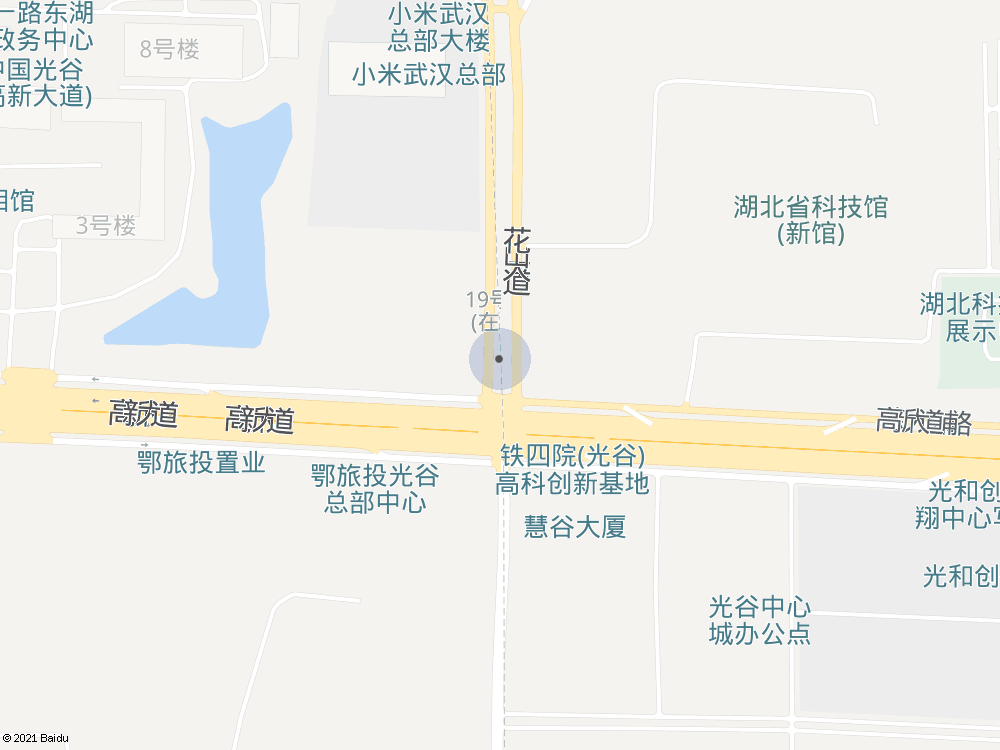 一路东湖
政务中心
中国光谷
高新大道)
8号楼
小米武汉
总部大楼
小米武汉总部
相馆
3号楼
湖北省科技馆
(新馆)
花山道
19号
(在
湖北科技
展示
高新大道
高新大道
高新大道辅路
鄂旅投置业
鄂旅投光谷
总部中心
铁四院(光谷)
高科创新基地
慧谷大厦
光和创
翔中心写
光和创
光谷中心
城办公点
© 2021 Baidu